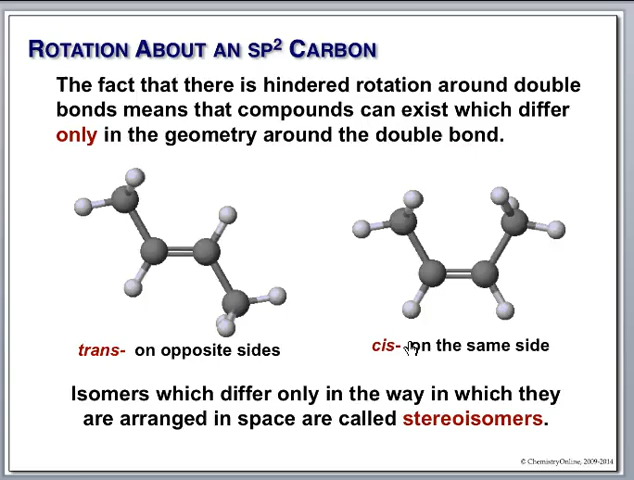 ROTATION ABOUT AN SP² CARBON
The fact that there is hindered rotation around double
bonds means that compounds can exist which differ
only in the geometry around the double bond.
trans- on opposite sides
cis- on the same side
Isomers which differ only in the way in which they
are arranged in space are called stereoisomers.
© ChemistryOnline, 2009-2014